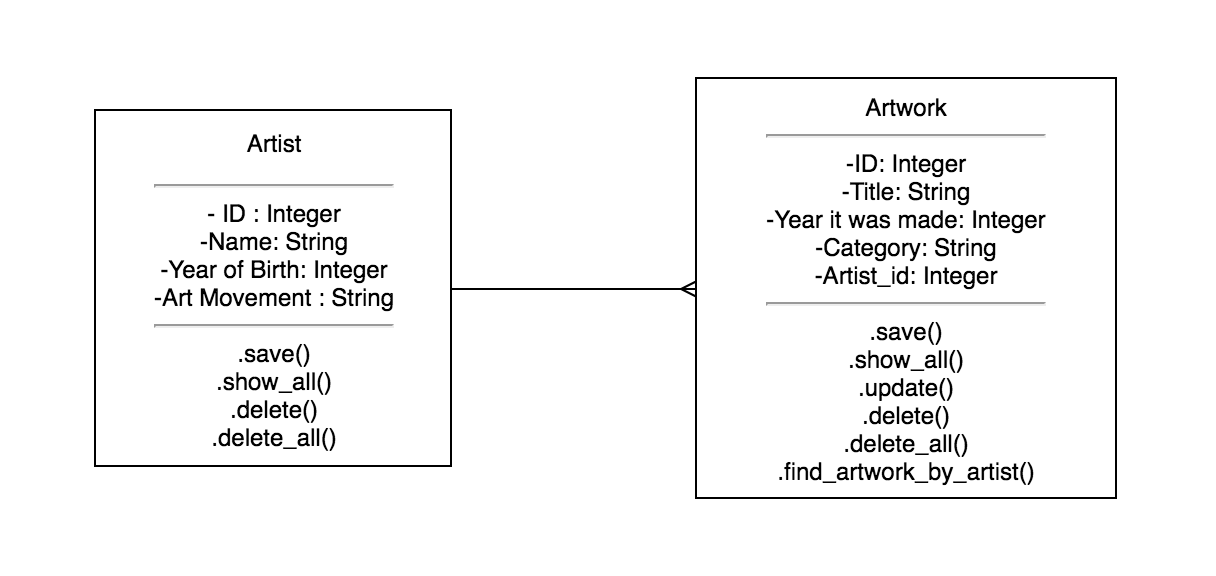 Artist
- ID : Integer
-Name: String
-Year of Birth: Integer
-Art Movement : String
.save()
.show_all()
.delete()
.delete_all()
Artwork
-ID: Integer
-Title: String
-Year it was made: Integer
-Category: String
-Artist_id: Integer
.save()
.show_all()
.update()
.delete()
.delete_all()
.find_artwork_by_artist()